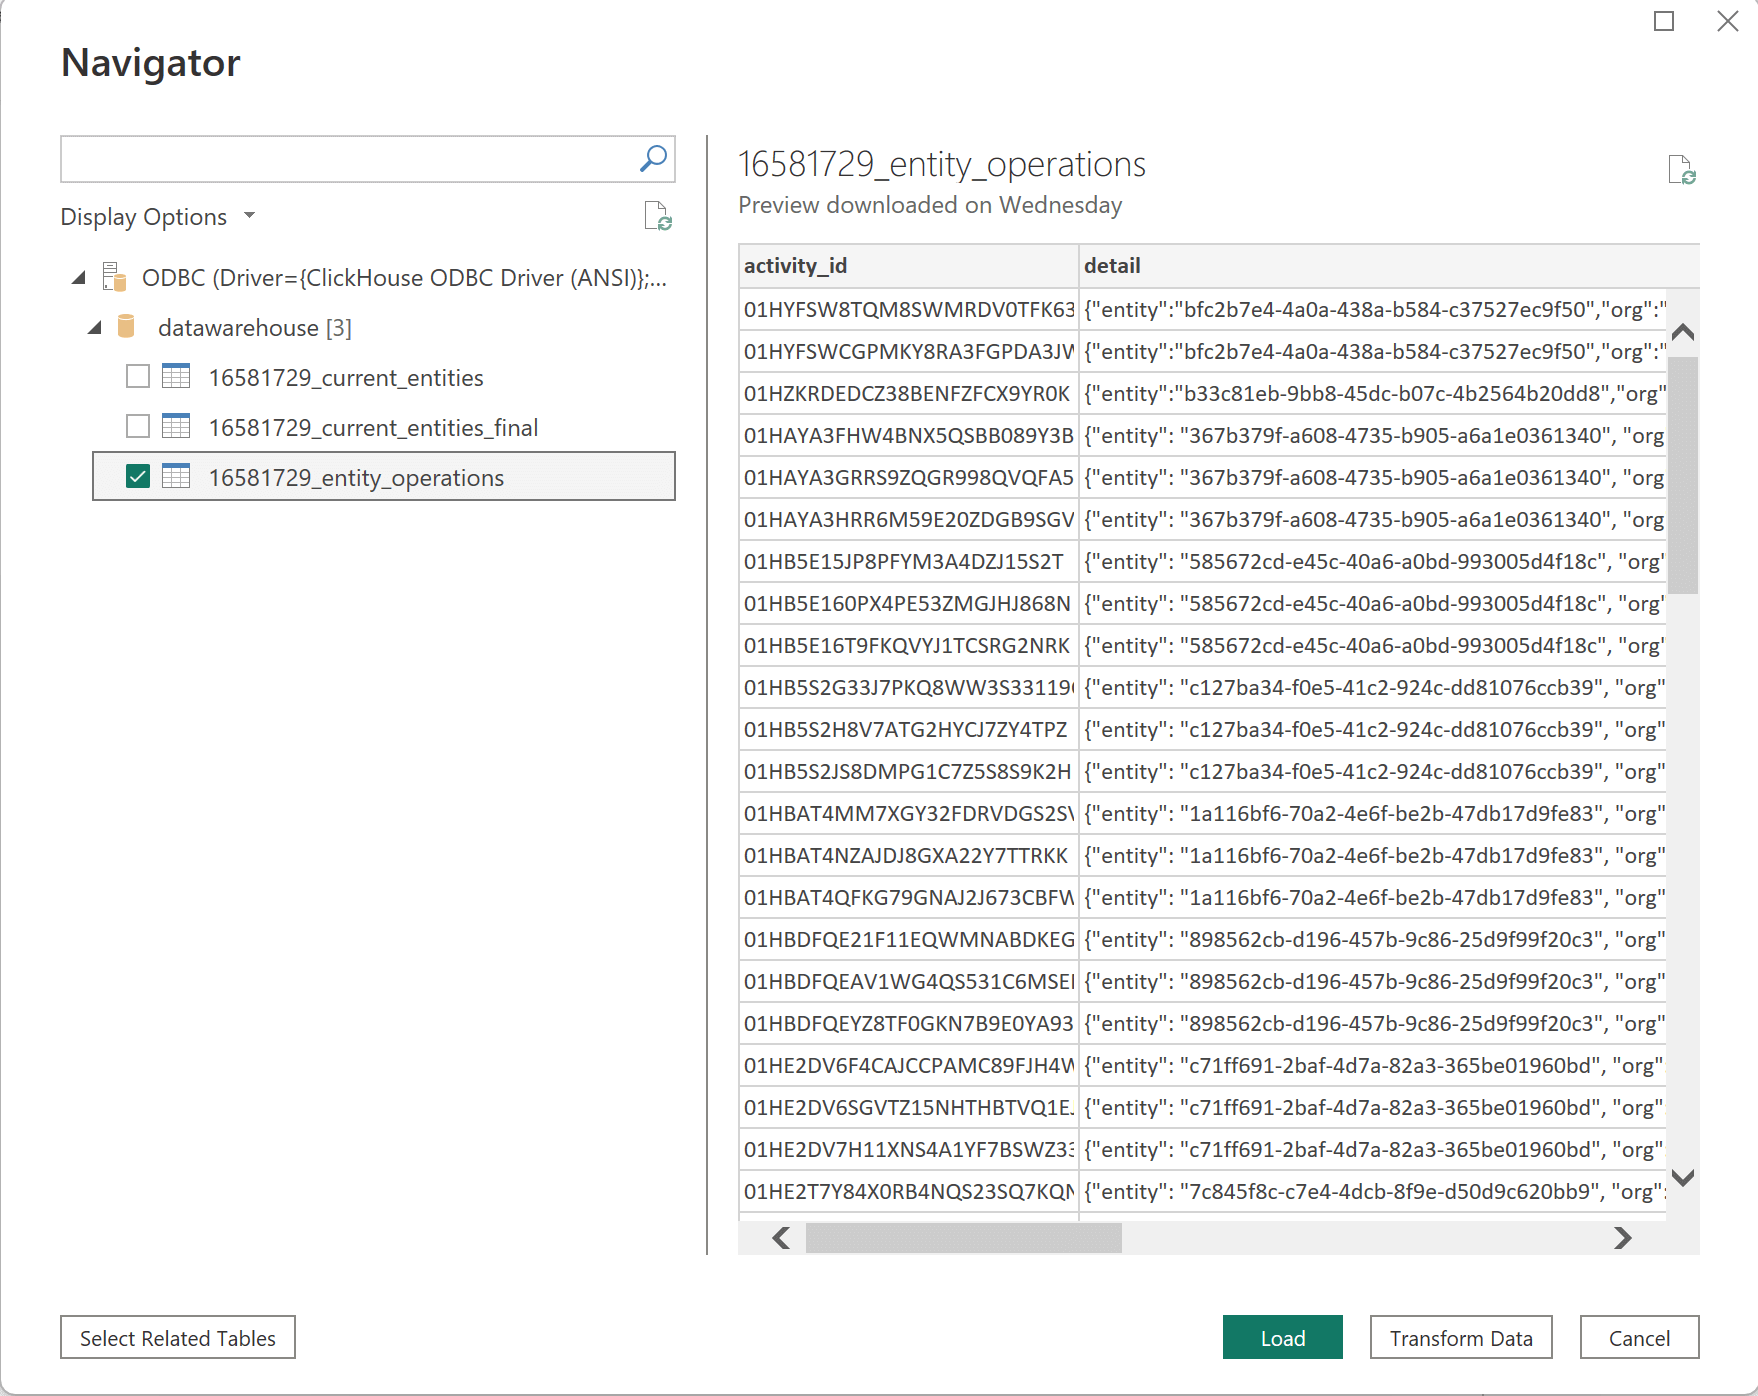 Navigator
Display Options
ODBC (Driver={ClickHouse ODBC Driver (ANSI)};...
datawarehouse [3]
16581729_current_entities
16581729_current_entities_final
16581729_entity_operations
16581729_entity_operations
Preview downloaded on Wednesday
activity_id detail
01HYFSW8TQM8SWMRDV0TFK63 {"entity":"bfc2b7e4-4a0a-438a-b584-c37527ec9f50","org":"
01HYFSWCGPMKY8RA3FGPDA3JW {"entity":"bfc2b7e4-4a0a-438a-b584-c37527ec9f50","org":"
01HZKRDEDCZ38BENFZFCX9YR0K {"entity":"b33c81eb-9bb8-45dc-b07c-4b2564b20dd8","org"
01HAYA3FHW4BNX5QSBB089Y3B {"entity": "367b379f-a608-4735-b905-a6a1e0361340", "org
01HAYA3GRRS9ZQGR998QVQFA5 {"entity": "367b379f-a608-4735-b905-a6a1e0361340", "org
01HAYA3HRR6M59E20ZDGB9SGV {"entity": "367b379f-a608-4735-b905-a6a1e0361340", "org
01HB5E15JP8PFYM3A4DZJ15S2T {"entity": "585672cd-e45c-40a6-a0bd-993005d4f18c", "org"
01HB5E160PX4PE53ZMGJHJ868N {"entity": "585672cd-e45c-40a6-a0bd-993005d4f18c", "org"
01HB5E16T9FKQVYJ1TCSRG2NRK {"entity": "585672cd-e45c-40a6-a0bd-993005d4f18c", "org"
01HB5S2G33J7PKQ8WW3S33119 {"entity": "c127ba34-f0e5-41c2-924c-dd81076ccb39", "org"
01HB5S2H8V7ATG2HYCJ7ZY4TPZ {"entity": "c127ba34-f0e5-41c2-924c-dd81076ccb39", "org"
01HB5S2JS8DMPG1C7Z5S8S9K2H {"entity": "c127ba34-f0e5-41c2-924c-dd81076ccb39", "org"
01HBAT4MM7XGY32FDRVDGS2SV {"entity": "1a116bf6-70a2-4e6f-be2b-47db17d9fe83", "org"
01HBAT4NZAJDJ8GXA22Y7TTRKK {"entity": "1a116bf6-70a2-4e6f-be2b-47db17d9fe83", "org"
01HBAT4QFKG79GNAJ2J673CBFW {"entity": "1a116bf6-70a2-4e6f-be2b-47db17d9fe83", "org"
01HBDFQE21F11EQWMNABDKEG {"entity": "898562cb-d196-457b-9c86-25d9f99f20c3", "org"
01HBDFQEAV1WG4QS531C6MSE {"entity": "898562cb-d196-457b-9c86-25d9f99f20c3", "org"
01HBDFQEYZ8TF0GKN7B9E0YA93 {"entity": "898562cb-d196-457b-9c86-25d9f99f20c3", "org"
01HE2DV6F4CAJCCPAMC89FJH4W {"entity": "c71ff691-2baf-4d7a-82a3-365be01960bd", "org"
01HE2DV6SGVTZ15NHTHBTVQ1E {"entity": "c71ff691-2baf-4d7a-82a3-365be01960bd", "org"
01HE2DV7H11XNS4A1YF7BSWZ33 {"entity": "c71ff691-2baf-4d7a-82a3-365be01960bd", "org"
01HE2T7Y84X0RB4NQS23SQ7KQN {"entity": "7c845f8c-c7e4-4dcb-8f9e-d50d9c620bb9", "org":
Select Related Tables Load Transform Data Cancel